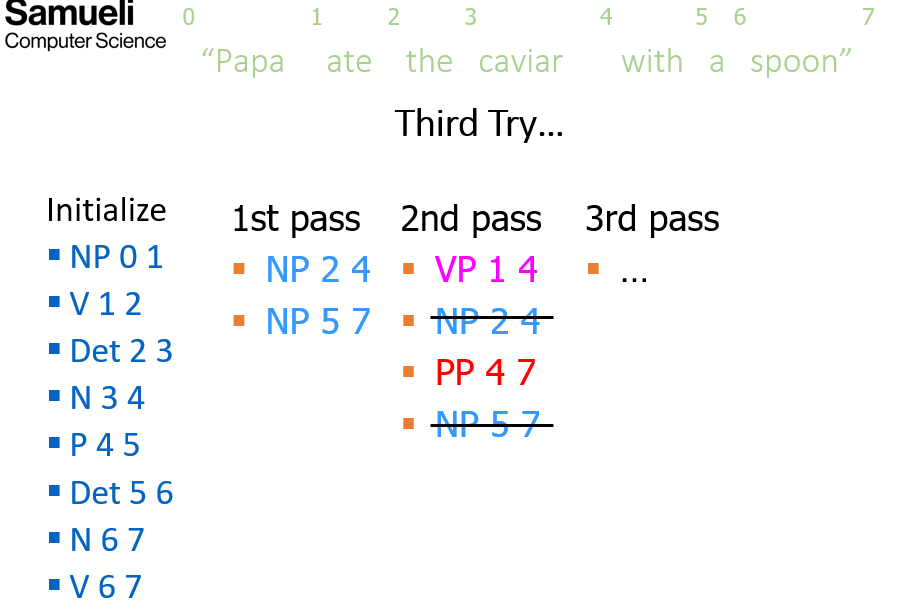 Samueli
Computer Science
0 1 2 3 4 5 6 7
“Papa ate the caviar with a spoon”
Third Try…
Initialize
NP 0 1
V 1 2
Det 2 3
N 3 4
P 4 5
Det 5 6
N 6 7
V 6 7
1st pass
NP 2 4
NP 5 7
2nd pass
VP 1 4
NP 2 4
PP 4 7
NP 5 7
3rd pass
…